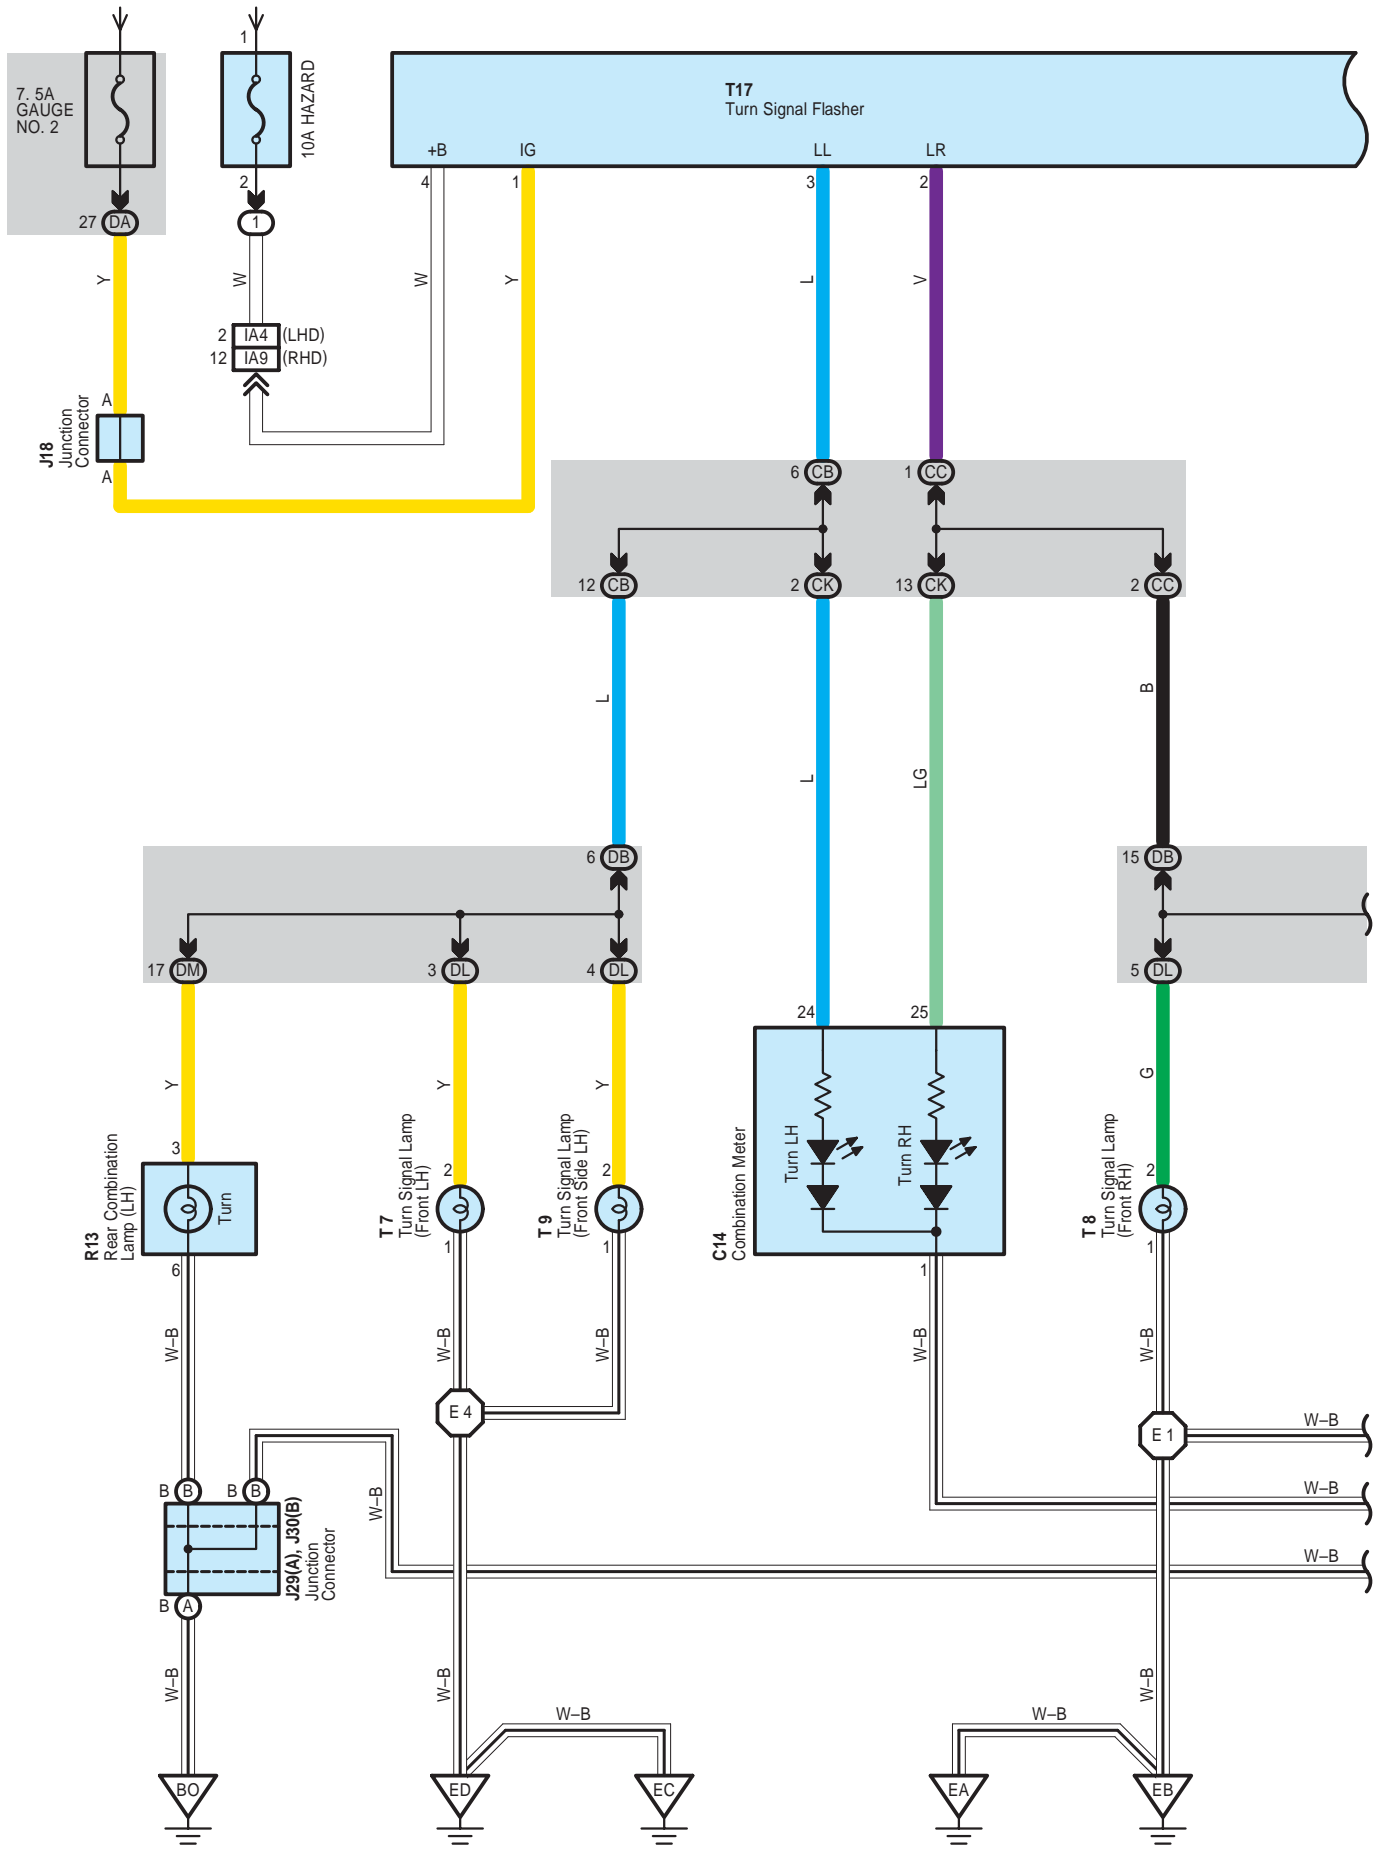 7. 5A
GAUGE
NO. 2
1
10A HAZARD
T17
Turn Signal Flasher
+B
IG
LL
LR
2
4
1
3
2
27
DA
1
Y
W
W
Y
L
V
2
IA4
(LHD)
12
IA9
(RHD)
A
J18
Junction
Connector
A
6
CB
1
CC
12
CB
2
CK
13
CK
2
CC
L
L
LG
B
6
DB
15
DB
17
DM
3
DL
4
DL
5
DL
24
25
Y
Y
Y
G
3
2
2
2
R13
Rear Combination
Lamp (LH)
Turn
T 7
Turn Signal Lamp
(Front LH)
T 9
Turn Signal Lamp
(Front Side LH)
C14
Combination Meter
Turn LH
Turn RH
T 8
Turn Signal Lamp
(Front RH)
6
1
1
1
1
W–B
W–B
W–B
W–B
W–B
E 4
E 1
W–B
B
B
B
B
W–B
W–B
J29(A), J30(B)
Junction
Connector
W–B
B
A
W–B
W–B
W–B
W–B
W–B
BO
ED
EC
EA
EB